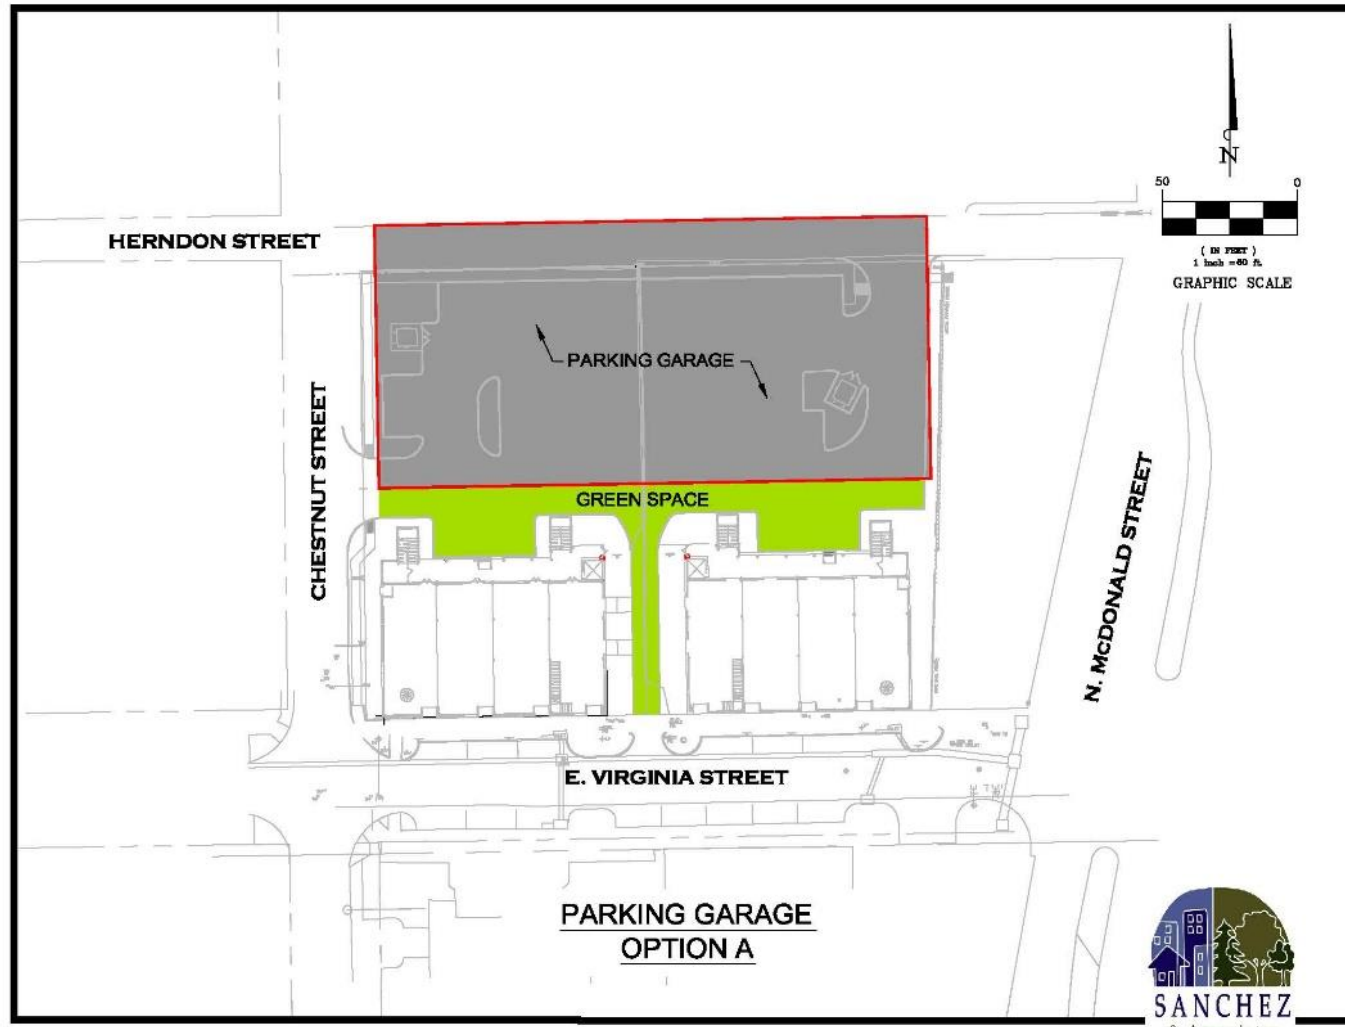 N
50 0
( IN FEET )
GRAPHIC SCALE
HERNDON STREET
PARKING GARAGE
CHESTNUT STREET
GREEN SPACE
N. McDONALD STREET
E. VIRGINIA STREET
PARKING GARAGE
OPTION A
SANCHEZ